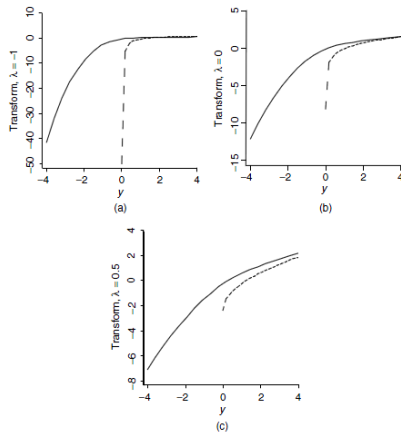 Transform, λ = −1
10
0
−10
−20
−30
−40
−50
−4 −2 0 2 4
y
(a)
Transform, λ = 0
5
0
−5
−10
−15
−4 −2 0 2 4
y
(b)
Transform, λ = 0.5
4
2
0
−2
−4
−6
−8
−4 −2 0 2 4
y
(c)